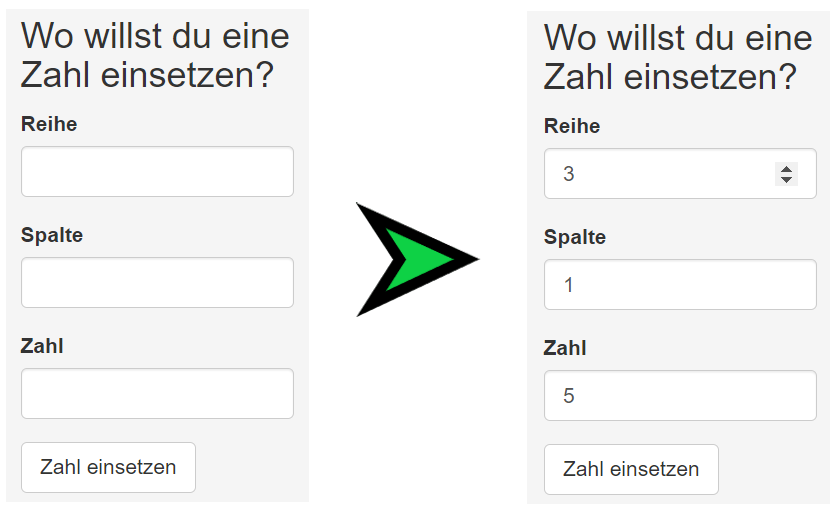 Wo willst du eine
Zahl einsetzen?
Reihe
Spalte
Zahl
Zahl einsetzen
Wo willst du eine
Zahl einsetzen?
Reihe
3
Spalte
1
Zahl
5
Zahl einsetzen